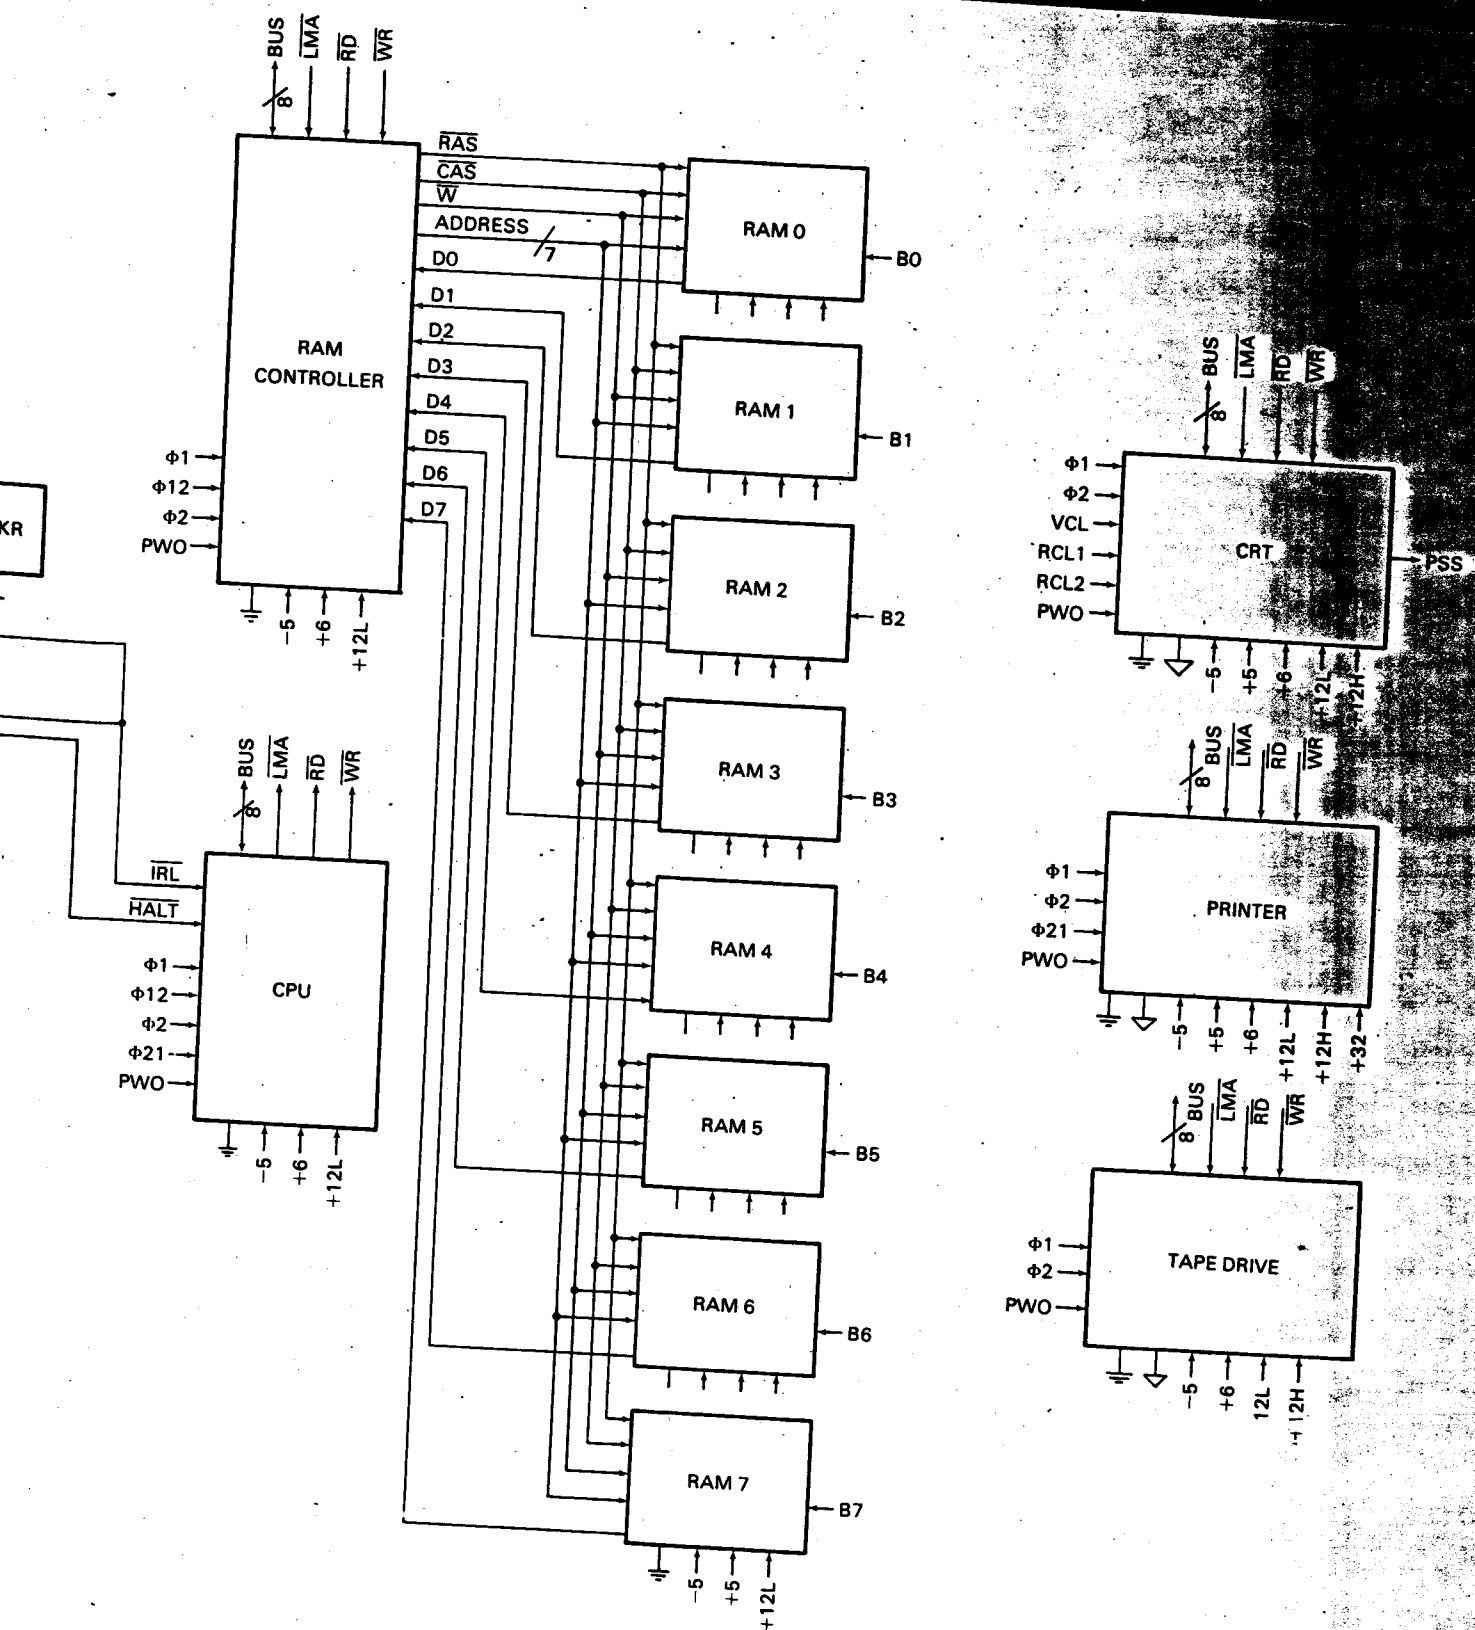 BUS
8
LMA
RD
WR
RAM
CONTROLLER
Φ1
Φ12
Φ2
PWO
-5
+6
+12L
RAS
CAS
W
ADDRESS
7
D0
D1
D2
D3
D4
D5
D6
D7
RAM 0
B0
RAM 1
B1
RAM 2
B2
RAM 3
B3
RAM 4
B4
RAM 5
B5
RAM 6
B6
RAM 7
B7
-5
+5
+12L
KR
BUS
8
LMA
RD
WR
IRL
HALT
Φ1
Φ12
Φ2
Φ21
PWO
CPU
-5
+6
+12L
BUS
8
LMA
RD
WR
Φ1
Φ2
VCL
RCL1
RCL2
PWO
CRT
PSS
-5
+5
+6
+12L
+12H
BUS
8
LMA
RD
WR
Φ1
Φ2
Φ21
PWO
PRINTER
-5
+5
+6
+12L
+12H
+32
BUS
8
LMA
RD
WR
Φ1
Φ2
PWO
TAPE DRIVE
-5
+6
12L
+12H